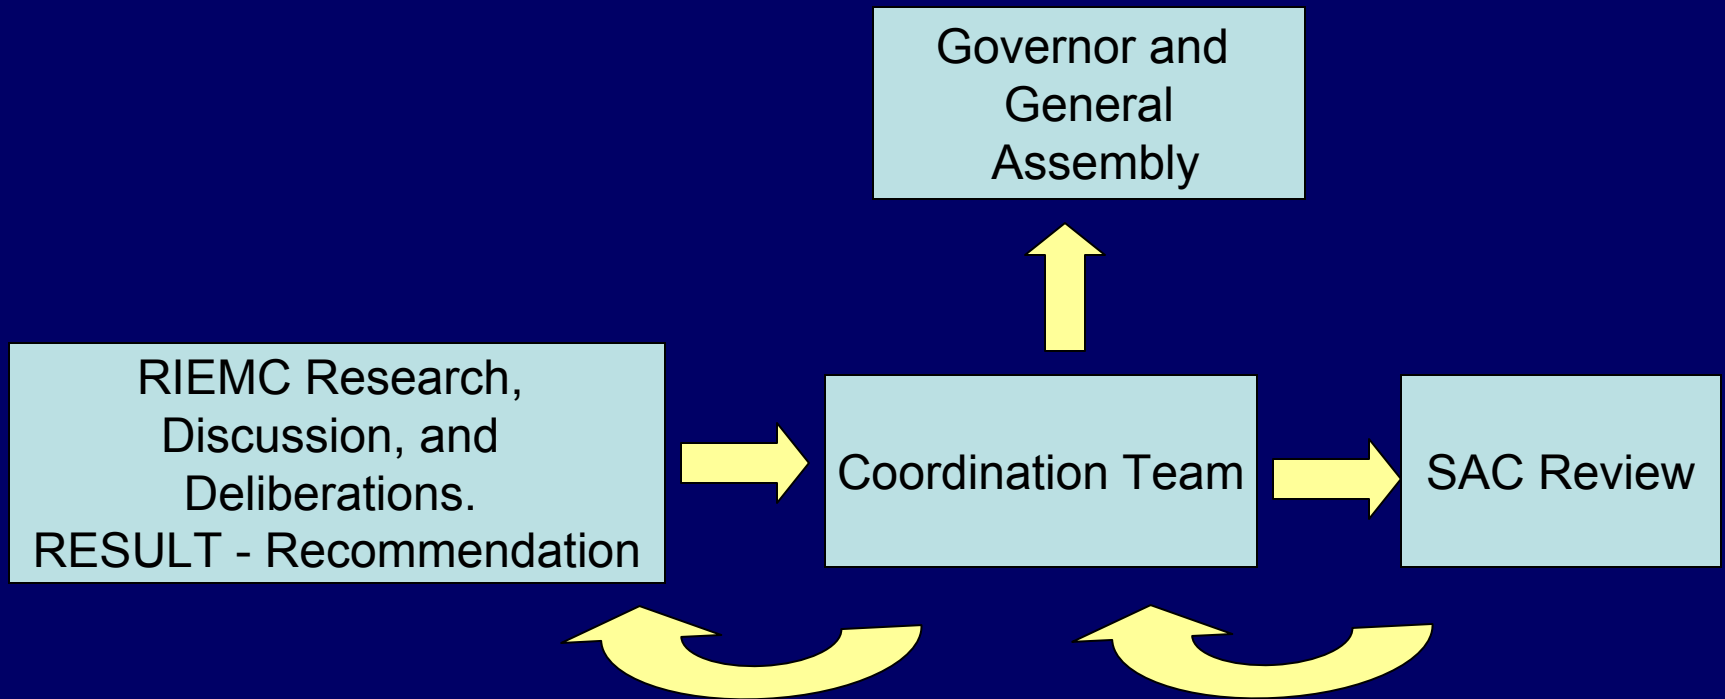 Governor and
General
Assembly
RIEMC Research,
Discussion, and
Deliberations.
RESULT - Recommendation
Coordination Team
SAC Review